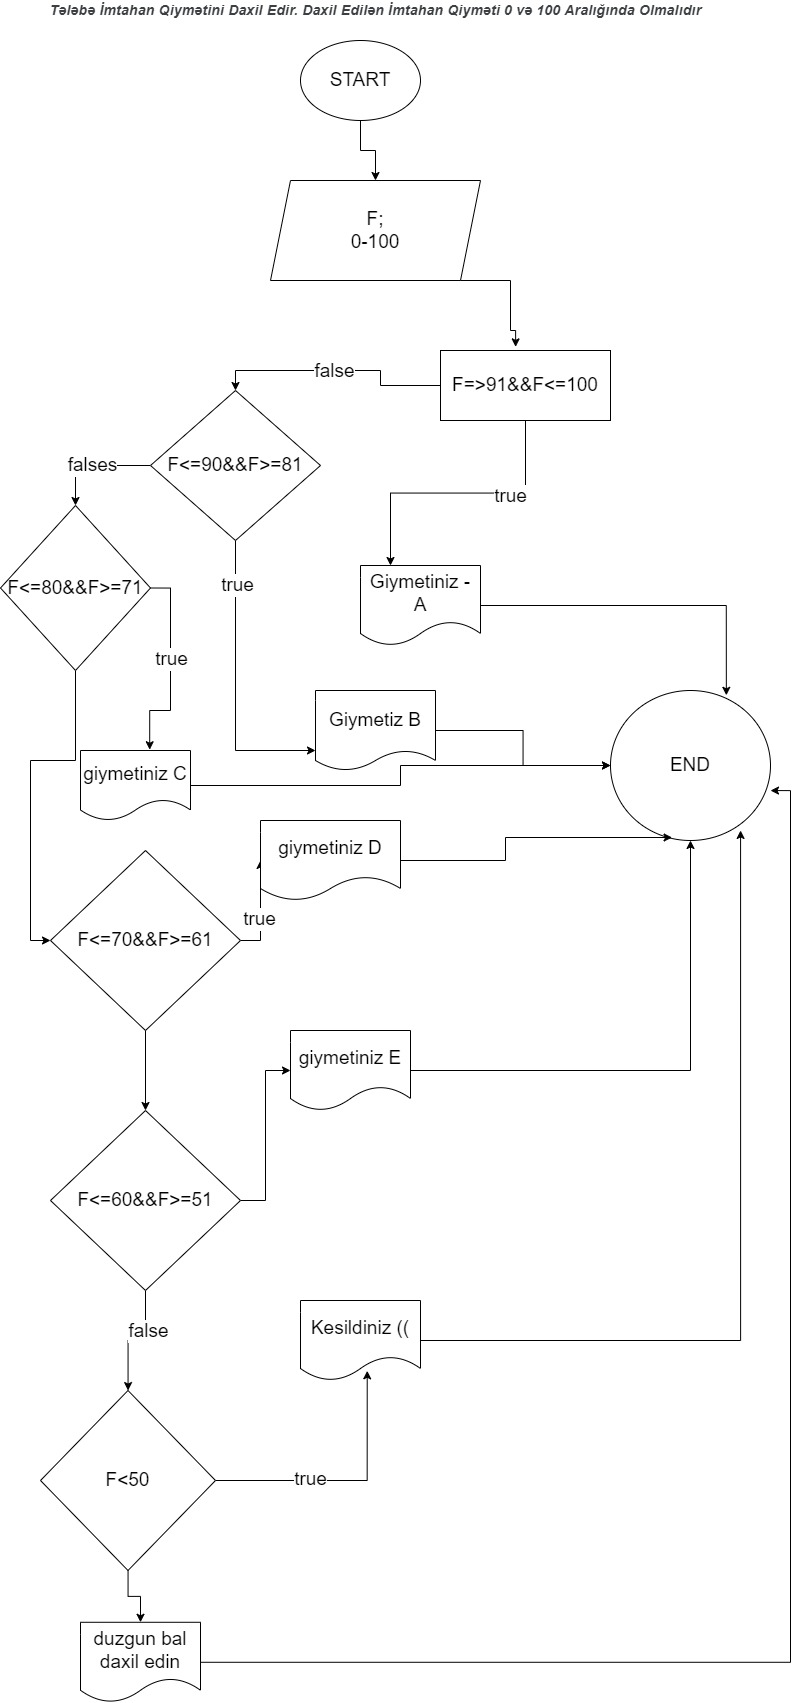 Tələbə İmtahan Qiymətini Daxil Edir. Daxil Edilən İmtahan Qiyməti 0 və 100 Aralığında Olmalıdır
START
F;
0-100
F=>91&&F<=100
false
F<=90&&F>=81
falses
true
F<=80&&F>=71
true
Giymetiniz -
A
true
Giymetiz B
giymetiniz C
END
giymetiniz D
true
F<=70&&F>=61
giymetiniz E
F<=60&&F>=51
false
Kesildiniz ((
F<50
true
duzgun bal
daxil edin